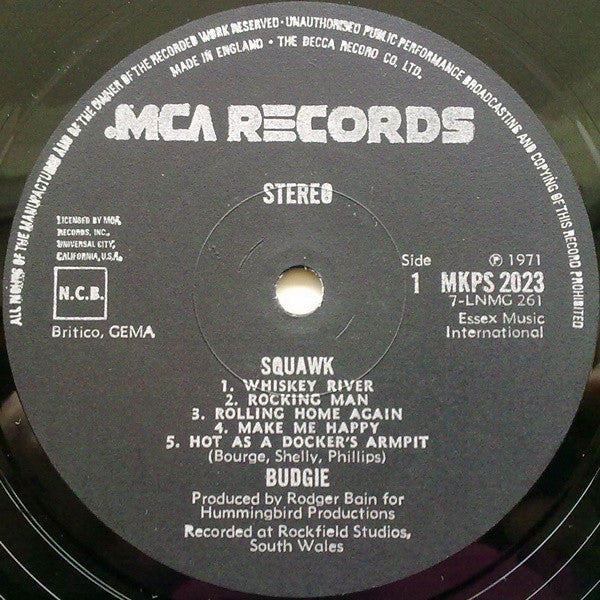 ALL RIGHTS OF THE MANUFACTURER AND OF THE OWNER OF THE RECORDED WORK RESERVED · UNAUTHORISED PUBLIC PERFORMANCE BROADCASTING AND COPYING OF THIS RECORD PROHIBITED
MADE IN ENGLAND · THE DECCA RECORD CO. LTD.
MCA RECORDS
STEREO
LICENSED BY MCA
RECORDS, INC.,
UNIVERSAL CITY,
CALIFORNIA, U.S.A.
N.C.B.
Britico, GEMA
Side
1
℗ 1971
MKPS 2023
7-LNMG 261
Essex Music
International
SQUAWK
1. WHISKEY RIVER
2. ROCKING MAN
3. ROLLING HOME AGAIN
4. MAKE ME HAPPY
5. HOT AS A DOCKER'S ARMPIT
(Bourge, Shelly, Phillips)
BUDGIE
Produced by Rodger Bain for
Hummingbird Productions
Recorded at Rockfield Studios,
South Wales